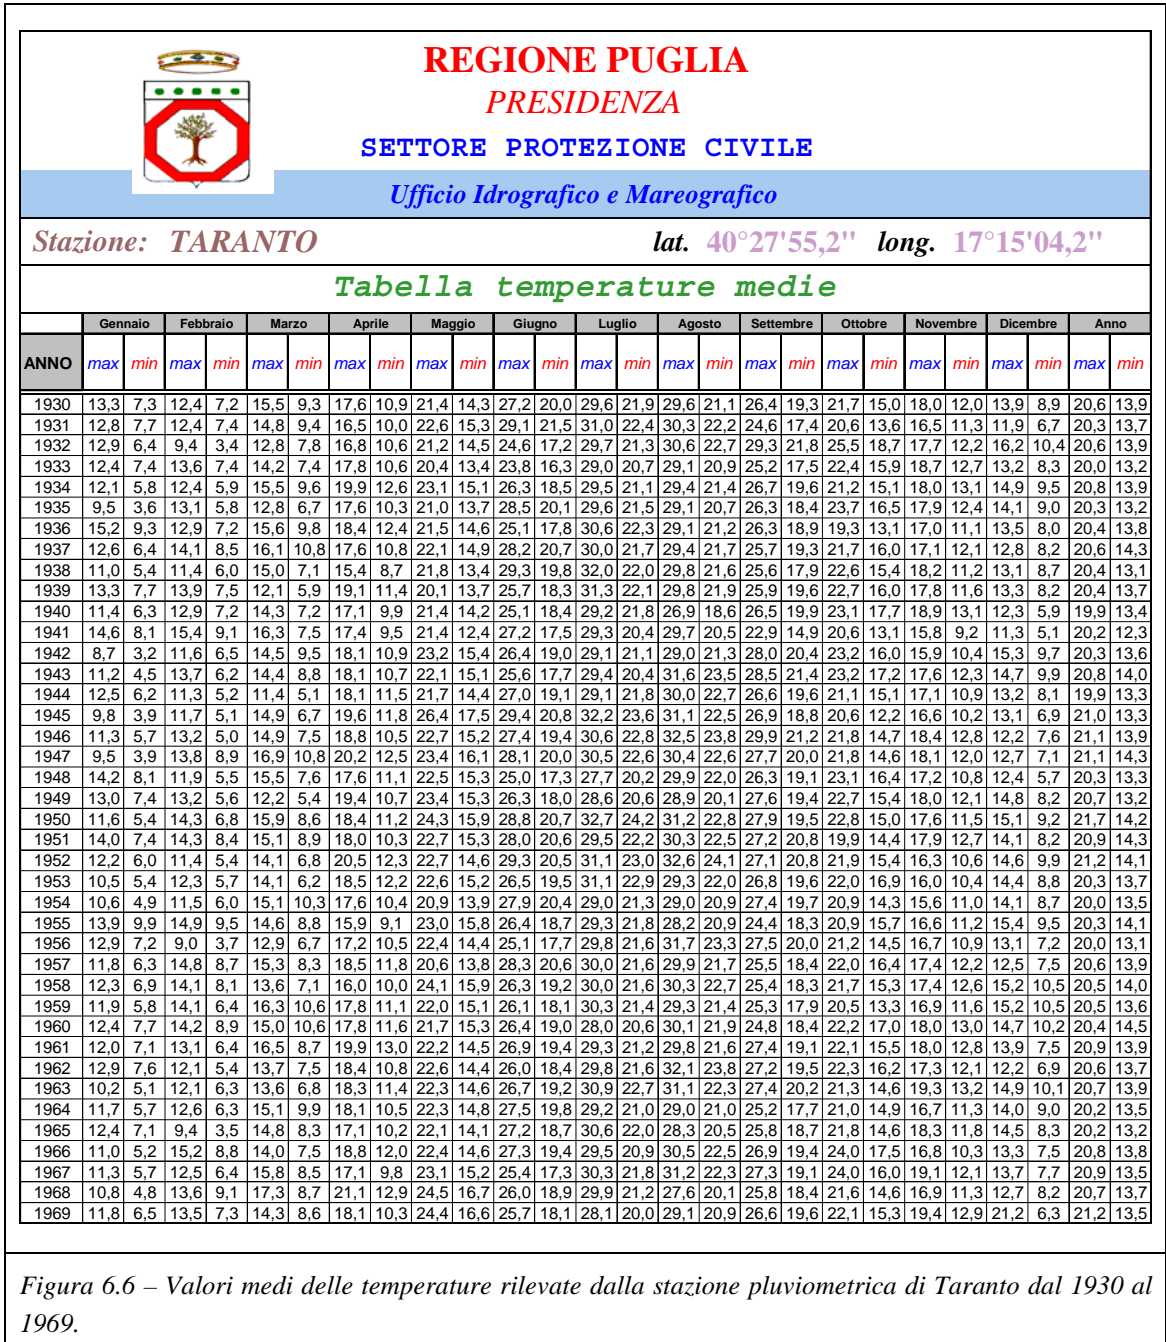 REGIONE PUGLIA
PRESIDENZA
SETTORE PROTEZIONE CIVILE
Ufficio Idrografico e Mareografico
Stazione: TARANTO lat. 40°27'55,2" long. 17°15'04,2"
Tabella temperature medie
Gennaio Febbraio Marzo Aprile Maggio Giugno Luglio Agosto Settembre Ottobre Novembre Dicembre Anno
ANNO max min max min max min max min max min max min max min max min max min max min max min max min max min
1930 13,3 7,3 12,4 7,2 15,5 9,3 17,6 10,9 21,4 14,3 27,2 20,0 29,6 21,9 29,6 21,1 26,4 19,3 21,7 15,0 18,0 12,0 13,9 8,9 20,6 13,9
1931 12,8 7,7 12,4 7,4 14,8 9,4 16,5 10,0 22,6 15,3 29,1 21,5 31,0 22,4 30,3 22,2 24,6 17,4 20,6 13,6 16,5 11,3 11,9 6,7 20,3 13,7
1932 12,9 6,4 9,4 3,4 12,8 7,8 16,8 10,6 21,2 14,5 24,6 17,2 29,7 21,3 30,6 22,7 29,3 21,8 25,5 18,7 17,7 12,2 16,2 10,4 20,6 13,9
1933 12,4 7,4 13,6 7,4 14,2 7,4 17,8 10,6 20,4 13,4 23,8 16,3 29,0 20,7 29,1 20,9 25,2 17,5 22,4 15,9 18,7 12,7 13,2 8,3 20,0 13,2
1934 12,1 5,8 12,4 5,9 15,5 9,6 19,9 12,6 23,1 15,1 26,3 18,5 29,5 21,1 29,4 21,4 26,7 19,6 21,2 15,1 18,0 13,1 14,9 9,5 20,8 13,9
1935 9,5 3,6 13,1 5,8 12,8 6,7 17,6 10,3 21,0 13,7 28,5 20,1 29,6 21,5 29,1 20,7 26,3 18,4 23,7 16,5 17,9 12,4 14,1 9,0 20,3 13,2
1936 15,2 9,3 12,9 7,2 15,6 9,8 18,4 12,4 21,5 14,6 25,1 17,8 30,6 22,3 29,1 21,2 26,3 18,9 19,3 13,1 17,0 11,1 13,5 8,0 20,4 13,8
1937 12,6 6,4 14,1 8,5 16,1 10,8 17,6 10,8 22,1 14,9 28,2 20,7 30,0 21,7 29,4 21,7 25,7 19,3 21,7 16,0 17,1 12,1 12,8 8,2 20,6 14,3
1938 11,0 5,4 11,4 6,0 15,0 7,1 15,4 8,7 21,8 13,4 29,3 19,8 32,0 22,0 29,8 21,6 25,6 17,9 22,6 15,4 18,2 11,2 13,1 8,7 20,4 13,1
1939 13,3 7,7 13,9 7,5 12,1 5,9 19,1 11,4 20,1 13,7 25,7 18,3 31,3 22,1 29,8 21,9 25,9 19,6 22,7 16,0 17,8 11,6 13,3 8,2 20,4 13,7
1940 11,4 6,3 12,9 7,2 14,3 7,2 17,1 9,9 21,4 14,2 25,1 18,4 29,2 21,8 26,9 18,6 26,5 19,9 23,1 17,7 18,9 13,1 12,3 5,9 19,9 13,4
1941 14,6 8,1 15,4 9,1 16,3 7,5 17,4 9,5 21,4 12,4 27,2 17,5 29,3 20,4 29,7 20,5 22,9 14,9 20,6 13,1 15,8 9,2 11,3 5,1 20,2 12,3
1942 8,7 3,2 11,6 6,5 14,5 9,5 18,1 10,9 23,2 15,4 26,4 19,0 29,1 21,1 29,0 21,3 28,0 20,4 23,2 16,0 15,9 10,4 15,3 9,7 20,3 13,6
1943 11,2 4,5 13,7 6,2 14,4 8,8 18,1 10,7 22,1 15,1 25,6 17,7 29,4 20,4 31,6 23,5 28,5 21,4 23,2 17,2 17,6 12,3 14,7 9,9 20,8 14,0
1944 12,5 6,2 11,3 5,2 11,4 5,1 18,1 11,5 21,7 14,4 27,0 19,1 29,1 21,8 30,0 22,7 26,6 19,6 21,1 15,1 17,1 10,9 13,2 8,1 19,9 13,3
1945 9,8 3,9 11,7 5,1 14,9 6,7 19,6 11,8 26,4 17,5 29,4 20,8 32,2 23,6 31,1 22,5 26,9 18,8 20,6 12,2 16,6 10,2 13,1 6,9 21,0 13,3
1946 11,3 5,7 13,2 5,0 14,9 7,5 18,8 10,5 22,7 15,2 27,4 19,4 30,6 22,8 32,5 23,8 29,9 21,2 21,8 14,7 18,4 12,8 12,2 7,6 21,1 13,9
1947 9,5 3,9 13,8 8,9 16,9 10,8 20,2 12,5 23,4 16,1 28,1 20,0 30,5 22,6 30,4 22,6 27,7 20,0 21,8 14,6 18,1 12,0 12,7 7,1 21,1 14,3
1948 14,2 8,1 11,9 5,5 15,5 7,6 17,6 11,1 22,5 15,3 25,0 17,3 27,7 20,2 29,9 22,0 26,3 19,1 23,1 16,4 17,2 10,8 12,4 5,7 20,3 13,3
1949 13,0 7,4 13,2 5,6 12,2 5,4 19,4 10,7 23,4 15,3 26,3 18,0 28,6 20,6 28,9 20,1 27,6 19,4 22,7 15,4 18,0 12,1 14,8 8,2 20,7 13,2
1950 11,6 5,4 14,3 6,8 15,9 8,6 18,4 11,2 24,3 15,9 28,8 20,7 32,7 24,2 31,2 22,8 27,9 19,5 22,8 15,0 17,6 11,5 15,1 9,2 21,7 14,2
1951 14,0 7,4 14,3 8,4 15,1 8,9 18,0 10,3 22,7 15,3 28,0 20,6 29,5 22,2 30,3 22,5 27,2 20,8 19,9 14,4 17,9 12,7 14,1 8,2 20,9 14,3
1952 12,2 6,0 11,4 5,4 14,1 6,8 20,5 12,3 22,7 14,6 29,3 20,5 31,1 23,0 32,6 24,1 27,1 20,8 21,9 15,4 16,3 10,6 14,6 9,9 21,2 14,1
1953 10,5 5,4 12,3 5,7 14,1 6,2 18,5 12,2 22,6 15,2 26,5 19,5 31,1 22,9 29,3 22,0 26,8 19,6 22,0 16,9 16,0 10,4 14,4 8,8 20,3 13,7
1954 10,6 4,9 11,5 6,0 15,1 10,3 17,6 10,4 20,9 13,9 27,9 20,4 29,0 21,3 29,0 20,9 27,4 19,7 20,9 14,3 15,6 11,0 14,1 8,7 20,0 13,5
1955 13,9 9,9 14,9 9,5 14,6 8,8 15,9 9,1 23,0 15,8 26,4 18,7 29,3 21,8 28,2 20,9 24,4 18,3 20,9 15,7 16,6 11,2 15,4 9,5 20,3 14,1
1956 12,9 7,2 9,0 3,7 12,9 6,7 17,2 10,5 22,4 14,4 25,1 17,7 29,8 21,6 31,7 23,3 27,5 20,0 21,2 14,5 16,7 10,9 13,1 7,2 20,0 13,1
1957 11,8 6,3 14,8 8,7 15,3 8,3 18,5 11,8 20,6 13,8 28,3 20,6 30,0 21,6 29,9 21,7 25,5 18,4 22,0 16,4 17,4 12,2 12,5 7,5 20,6 13,9
1958 12,3 6,9 14,1 8,1 13,6 7,1 16,0 10,0 24,1 15,9 26,3 19,2 30,0 21,6 30,3 22,7 25,4 18,3 21,7 15,3 17,4 12,6 15,2 10,5 20,5 14,0
1959 11,9 5,8 14,1 6,4 16,3 10,6 17,8 11,1 22,0 15,1 26,1 18,1 30,3 21,4 29,3 21,4 25,3 17,9 20,5 13,3 16,9 11,6 15,2 10,5 20,5 13,6
1960 12,4 7,7 14,2 8,9 15,0 10,6 17,8 11,6 21,7 15,3 26,4 19,0 28,0 20,6 30,1 21,9 24,8 18,4 22,2 17,0 18,0 13,0 14,7 10,2 20,4 14,5
1961 12,0 7,1 13,1 6,4 16,5 8,7 19,9 13,0 22,2 14,5 26,9 19,4 29,3 21,2 29,8 21,6 27,4 19,1 22,1 15,5 18,0 12,8 13,9 7,5 20,9 13,9
1962 12,9 7,6 12,1 5,4 13,7 7,5 18,4 10,8 22,6 14,4 26,0 18,4 29,8 21,6 32,1 23,8 27,2 19,5 22,3 16,2 17,3 12,1 12,2 6,9 20,6 13,7
1963 10,2 5,1 12,1 6,3 13,6 6,8 18,3 11,4 22,3 14,6 26,7 19,2 30,9 22,7 31,1 22,3 27,4 20,2 21,3 14,6 19,3 13,2 14,9 10,1 20,7 13,9
1964 11,7 5,7 12,6 6,3 15,1 9,9 18,1 10,5 22,3 14,8 27,5 19,8 29,2 21,0 29,0 21,0 25,2 17,7 21,0 14,9 16,7 11,3 14,0 9,0 20,2 13,5
1965 12,4 7,1 9,4 3,5 14,8 8,3 17,1 10,2 22,1 14,1 27,2 18,7 30,6 22,0 28,3 20,5 25,8 18,7 21,8 14,6 18,3 11,8 14,5 8,3 20,2 13,2
1966 11,0 5,2 15,2 8,8 14,0 7,5 18,8 12,0 22,4 14,6 27,3 19,4 29,5 20,9 30,5 22,5 26,9 19,4 24,0 17,5 16,8 10,3 13,3 7,5 20,8 13,8
1967 11,3 5,7 12,5 6,4 15,8 8,5 17,1 9,8 23,1 15,2 25,4 17,3 30,3 21,8 31,2 22,3 27,3 19,1 24,0 16,0 19,1 12,1 13,7 7,7 20,9 13,5
1968 10,8 4,8 13,6 9,1 17,3 8,7 21,1 12,9 24,5 16,7 26,0 18,9 29,9 21,2 27,6 20,1 25,8 18,4 21,6 14,6 16,9 11,3 12,7 8,2 20,7 13,7
1969 11,8 6,5 13,5 7,3 14,3 8,6 18,1 10,3 24,4 16,6 25,7 18,1 28,1 20,0 29,1 20,9 26,6 19,6 22,1 15,3 19,4 12,9 21,2 6,3 21,2 13,5
Figura 6.6 – Valori medi delle temperature rilevate dalla stazione pluviometrica di Taranto dal 1930 al
1969.